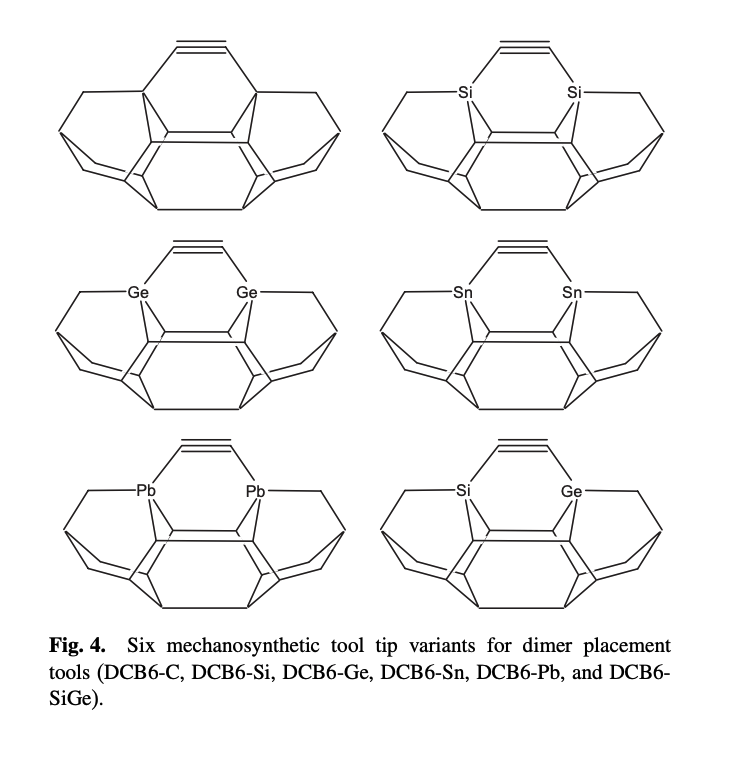 Si Si
Ge Ge
Sn Sn
Pb Pb
Si Ge
Fig. 4. Six mechanosynthetic tool tip variants for dimer placement
tools (DCB6-C, DCB6-Si, DCB6-Ge, DCB6-Sn, DCB6-Pb, and DCB6-
SiGe).